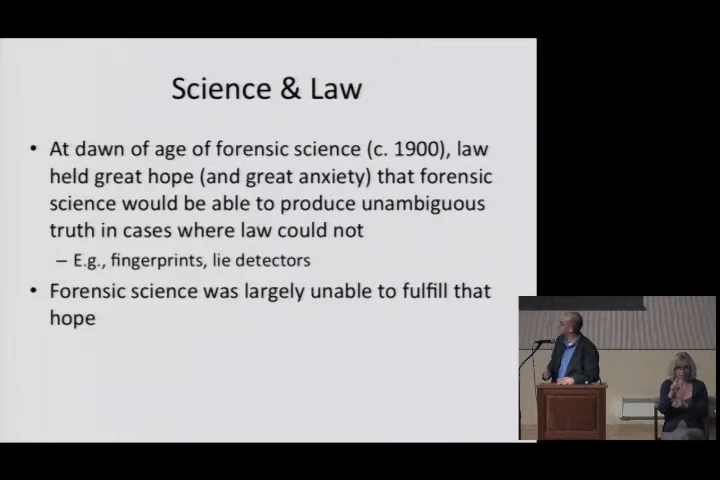 Science & Law
• At dawn of age of forensic science (c. 1900), law
held great hope (and great anxiety) that forensic
science would be able to produce unambiguous
truth in cases where law could not
– E.g., fingerprints, lie detectors
• Forensic science was largely unable to fulfill that
hope